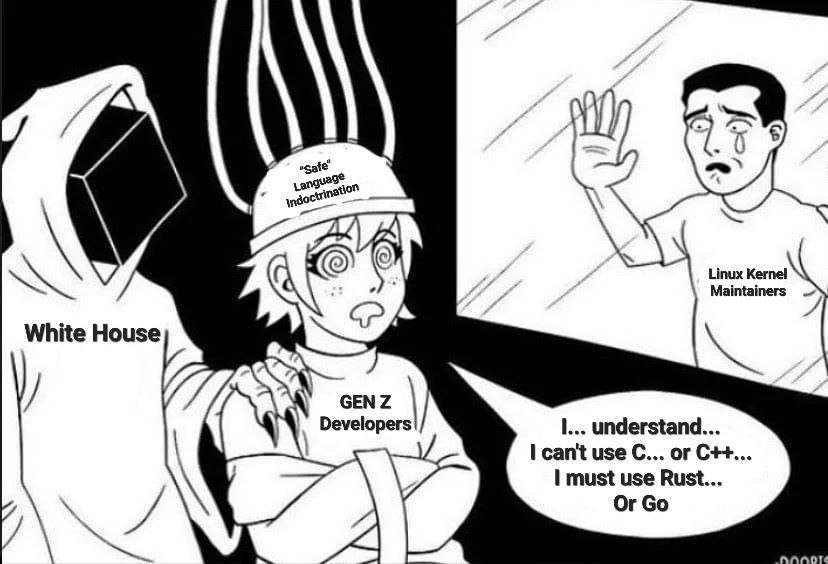 "Safe"
Language
Indoctrination
White House
GEN Z
Developers
Linux Kernel
Maintainers
I... understand...
I can't use C... or C++...
I must use Rust...
Or Go